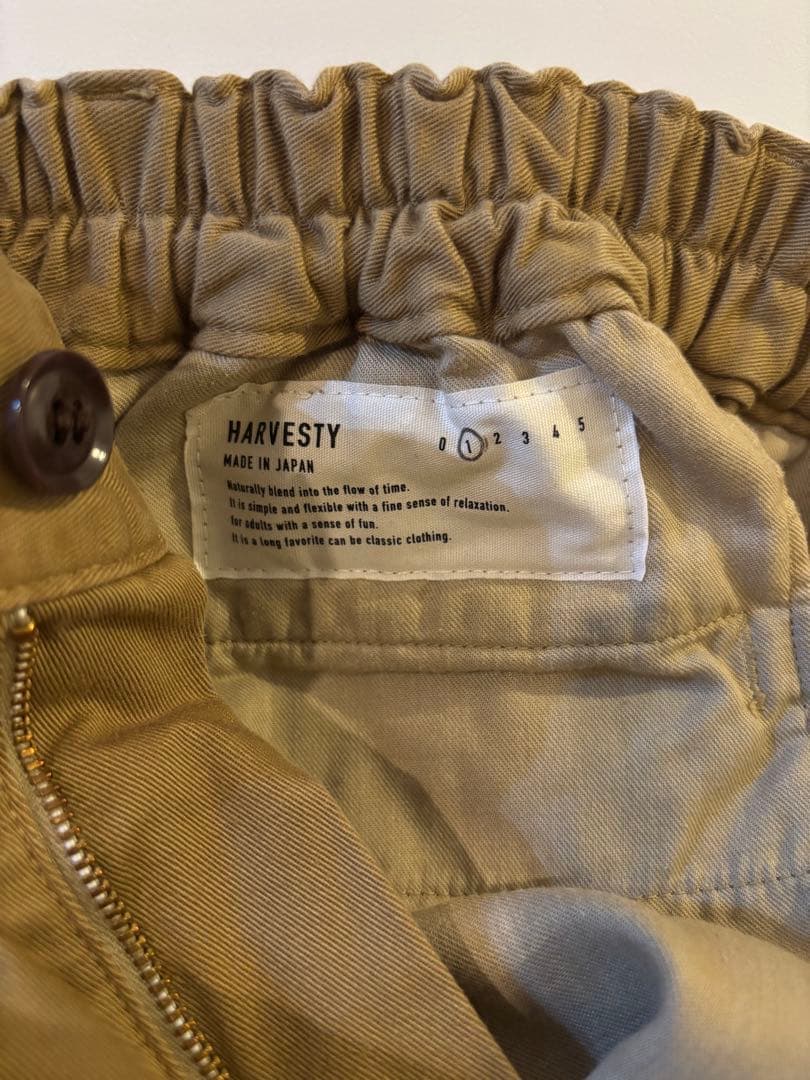 HARVESTY
0 1 2 3 4 5
MADE IN JAPAN
Naturally blend into the flow of time.
It is simple and flexible with a fine sense of relaxation.
for adults with a sense of fun.
It is a long favorite can be classic clothing.